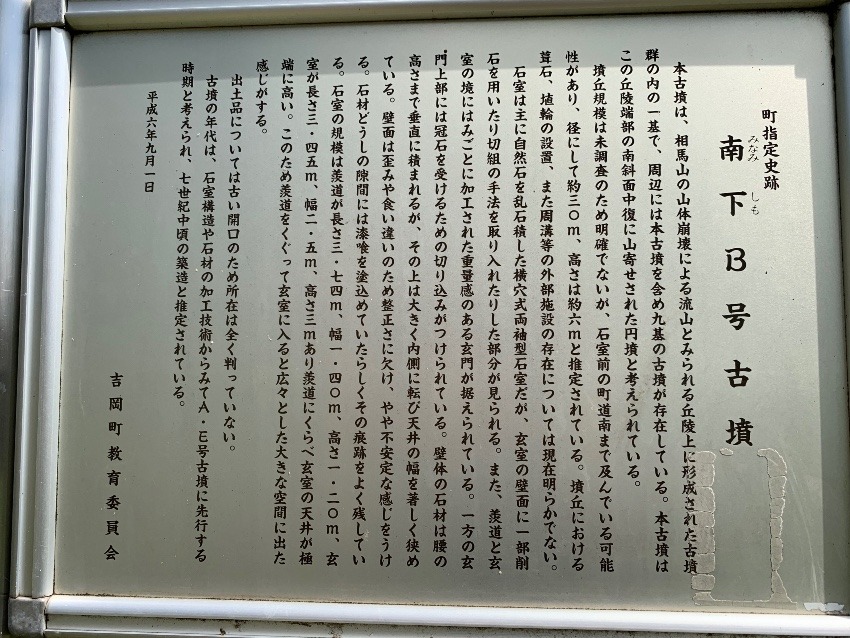 町指定史跡
南下B号古墳
みなみ しも
本古墳は、相馬山の山体崩壊による流山とみられる丘陵上に形成された古墳
群の内の一基で、周辺には本古墳を含め九基の古墳が存在している。本古墳は
この丘陵端部の南斜面中腹に山寄せされた円墳と考えられている。
墳丘規模は未調査のため明確でないが、石室前の町道南まで及んでいる可能
性があり、径にして約三〇m、高さは約六mと推定されている。墳丘における
葺石、埴輪の設置、また周溝等の外部施設の存在については現在明らかでない。
石室は主に自然石を乱石積した横穴式両袖型石室だが、玄室の壁面に一部削
石を用いたり切組の手法を取り入れたりした部分が見られる。また、羨道と玄
室の境にはみごとに加工された重量感のある玄門が据えられている。一方の玄
門上部には冠石を受けるための切り込みがつけられている。壁体の石材は腰の
高さまで垂直に積まれるが、その上は大きく内側に転び天井の幅を著しく狭め
ている。壁面は歪みや食い違いのため整正さに欠け、やや不安定な感じをうけ
る。石材どうしの隙間には漆喰を塗込めていたらしくその痕跡をよく残してい
る。石室の規模は羨道が長さ三・七四m、幅一・四〇m、高さ一・二〇m、玄
室が長さ三・四五m、幅二・五m、高さ三mあり羨道にくらべ玄室の天井が極
端に高い。このため羨道をくぐって玄室に入ると広々とした大きな空間に出た
感じがする。
出土品については古い開口のため所在は全く判っていない。
古墳の年代は、石室構造や石材の加工技術からみてA・E号古墳に先行する
時期と考えられ、七世紀中頃の築造と推定されている。
平成六年九月一日
吉岡町教育委員会